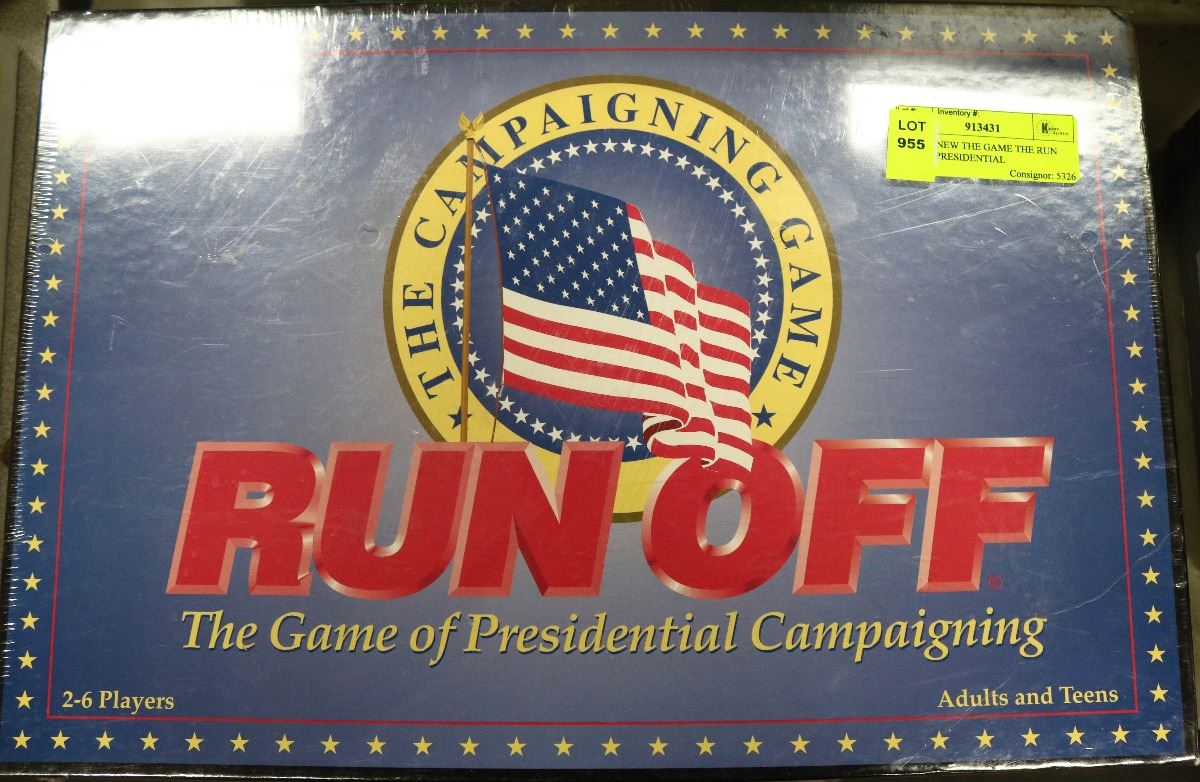 THE CAMPAIGNING GAME
LOT
955
Inventory #:
913431
NEW THE GAME THE RUN
PRESIDENTIAL
Consignor: 5326
RUN OFF®
The Game of Presidential Campaigning
2-6 Players
Adults and Teens